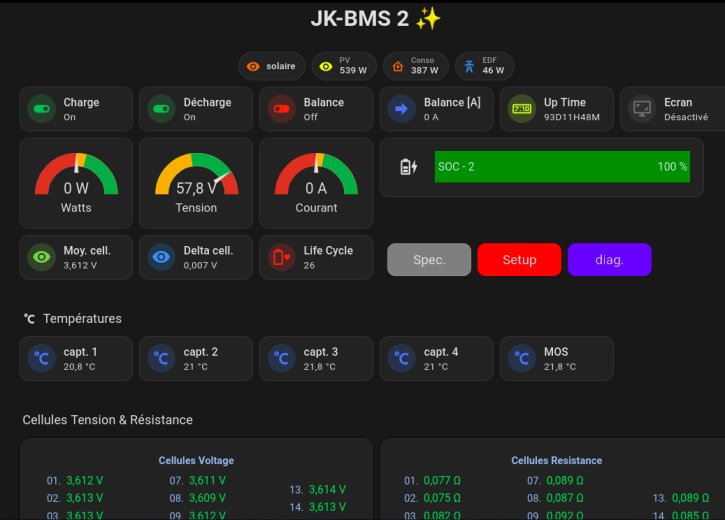 JK-BMS 2 ✨
solaire
PV
539 W
Conso
387 W
EDF
46 W
Charge
On
Décharge
On
Balance
Off
Balance [A]
0 A
Up Time
93D11H48M
Ecran
Désactivé
0 W
Watts
57,8 V
Tension
0 A
Courant
SOC - 2 100 %
Moy. cell.
3,612 V
Delta cell.
0,007 V
Life Cycle
26
Spec.
Setup
diag.
°C Températures
°C capt. 1
20,8 °C
°C capt. 2
21 °C
°C capt. 3
21,8 °C
°C capt. 4
21 °C
°C MOS
21,8 °C
Cellules Tension & Résistance
Cellules Voltage
01. 3,612 V
02. 3,613 V
03. 3,613 V
07. 3,611 V
08. 3,609 V
09. 3,612 V
13. 3,614 V
14. 3,613 V
Cellules Resistance
01. 0,077 Ω
02. 0,075 Ω
03. 0,082 Ω
07. 0,089 Ω
08. 0,087 Ω
09. 0,092 Ω
13. 0,089 Ω
14. 0,085 Ω